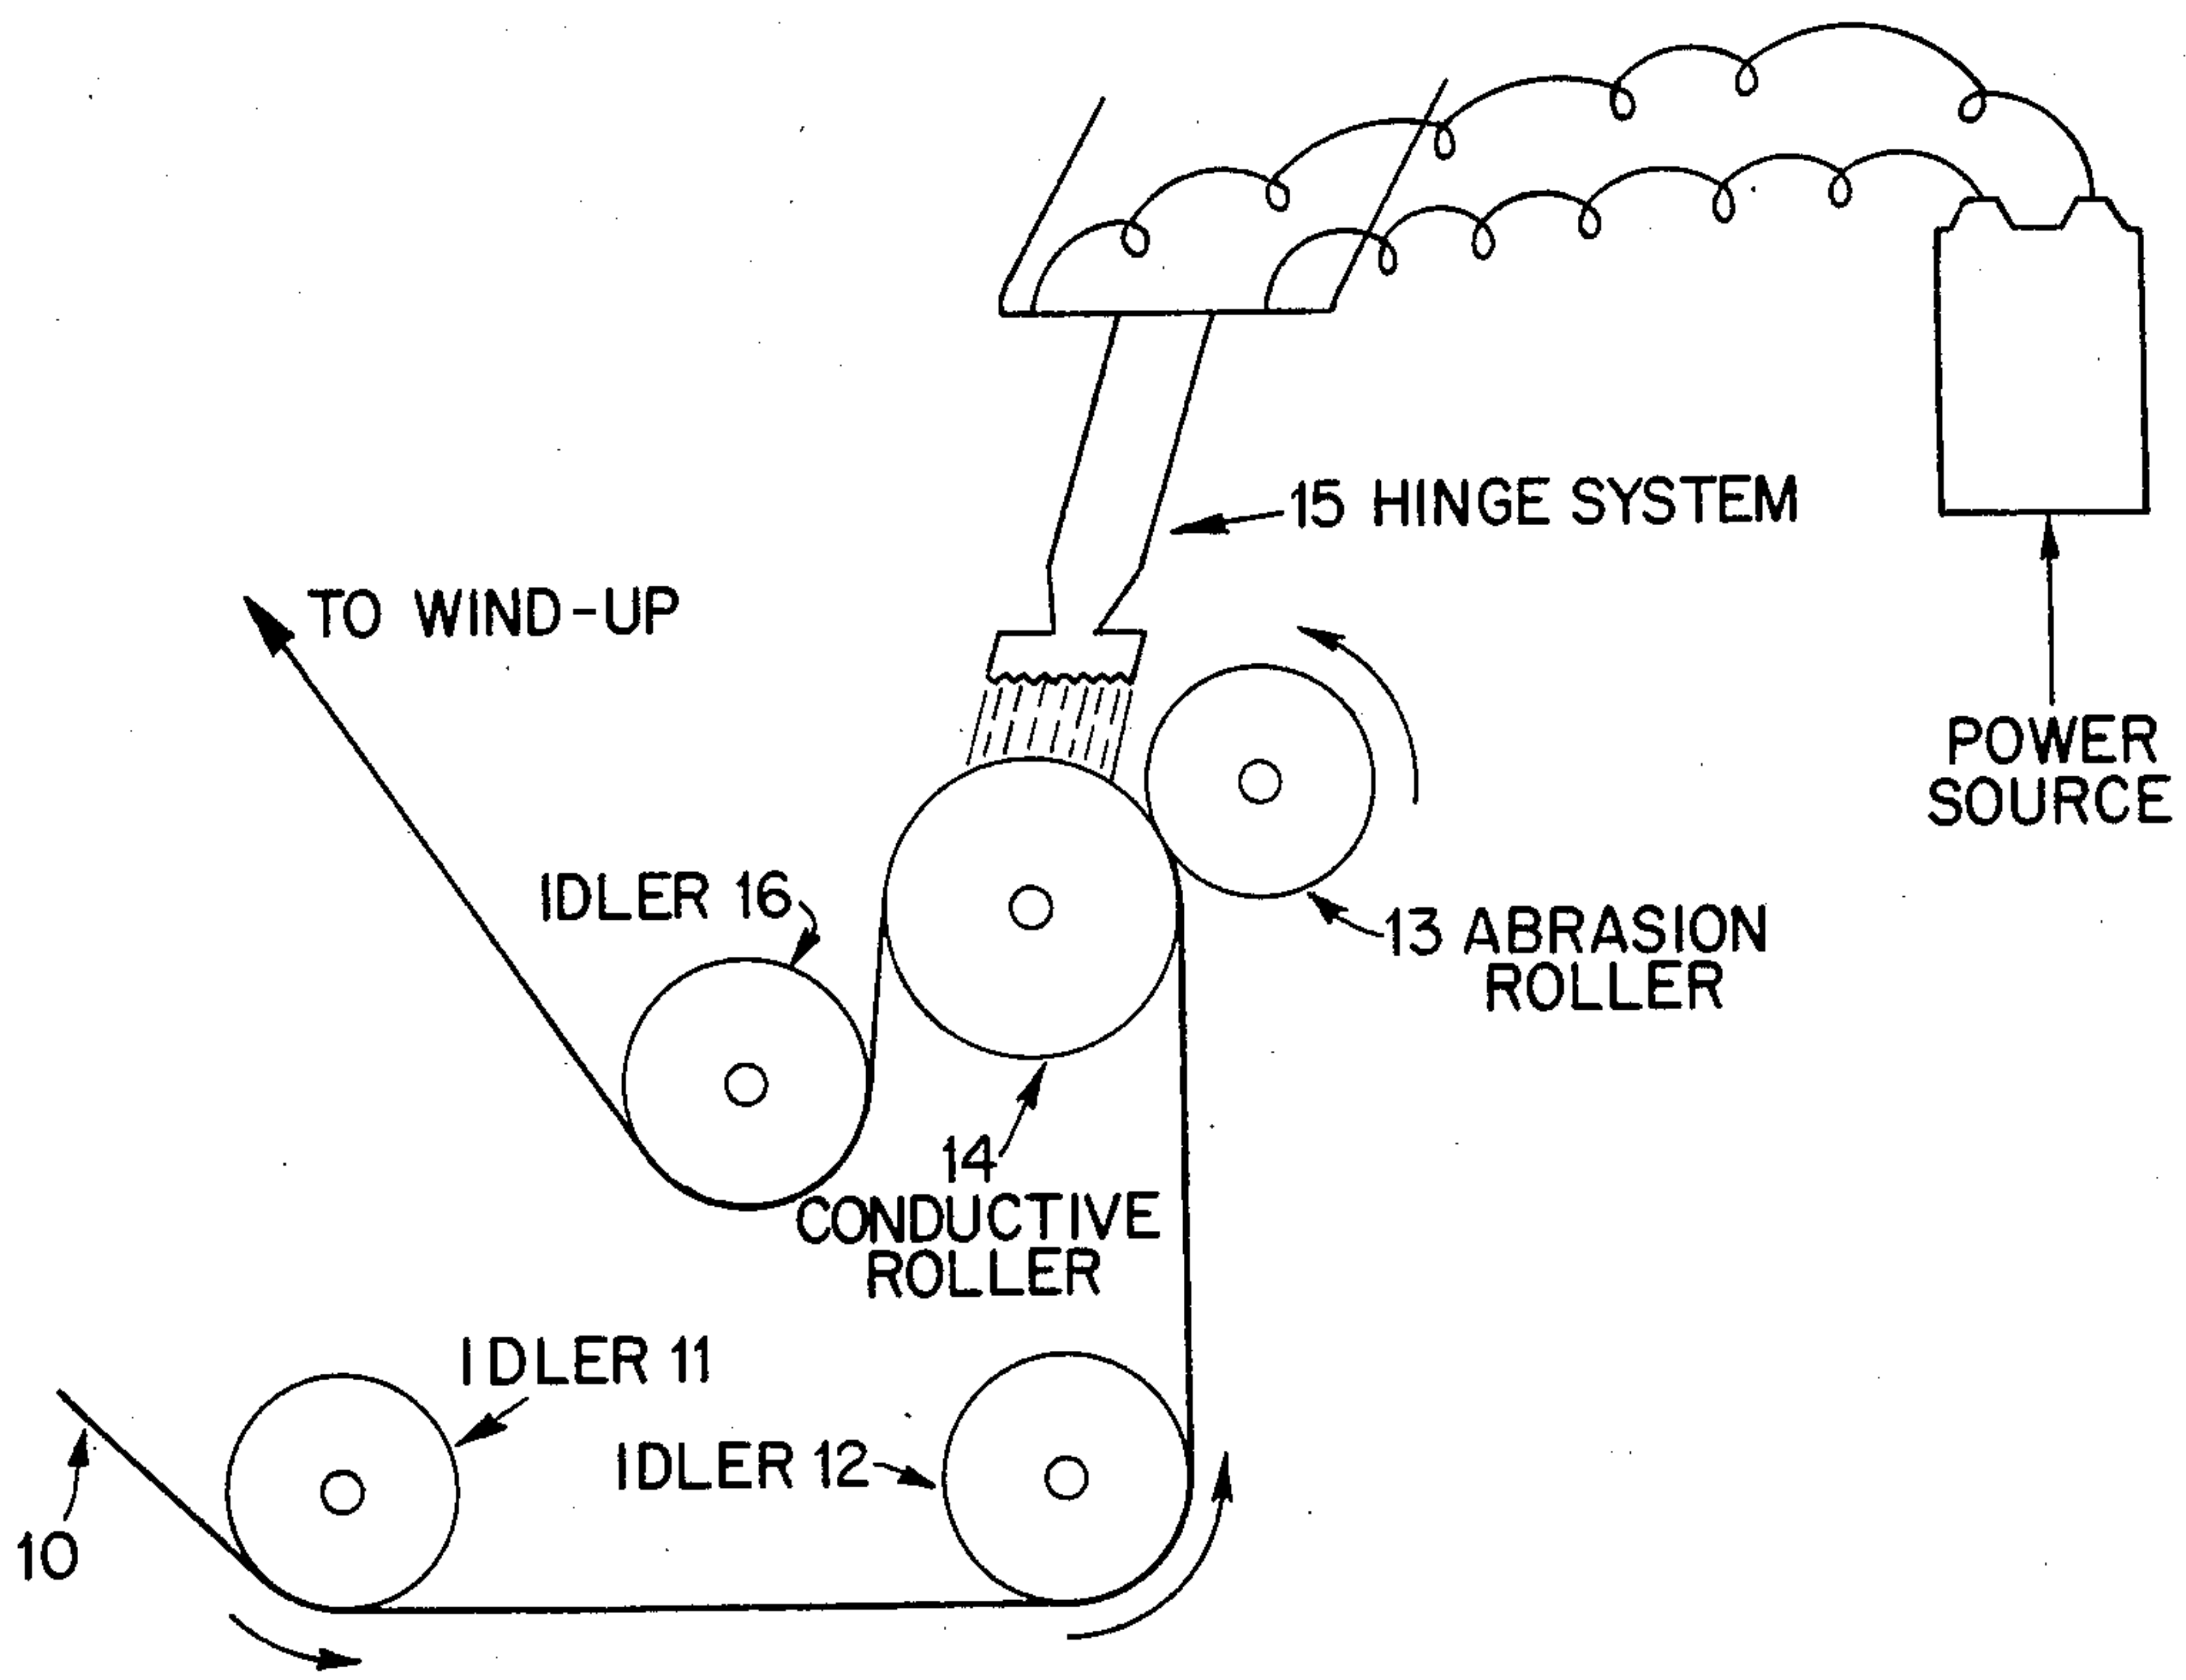 15 HINGE SYSTEM
TO WIND-UP
POWER
SOURCE
IDLER 16
13 ABRASION
ROLLER
14
CONDUCTIVE
ROLLER
IDLER 11
IDLER 12
10